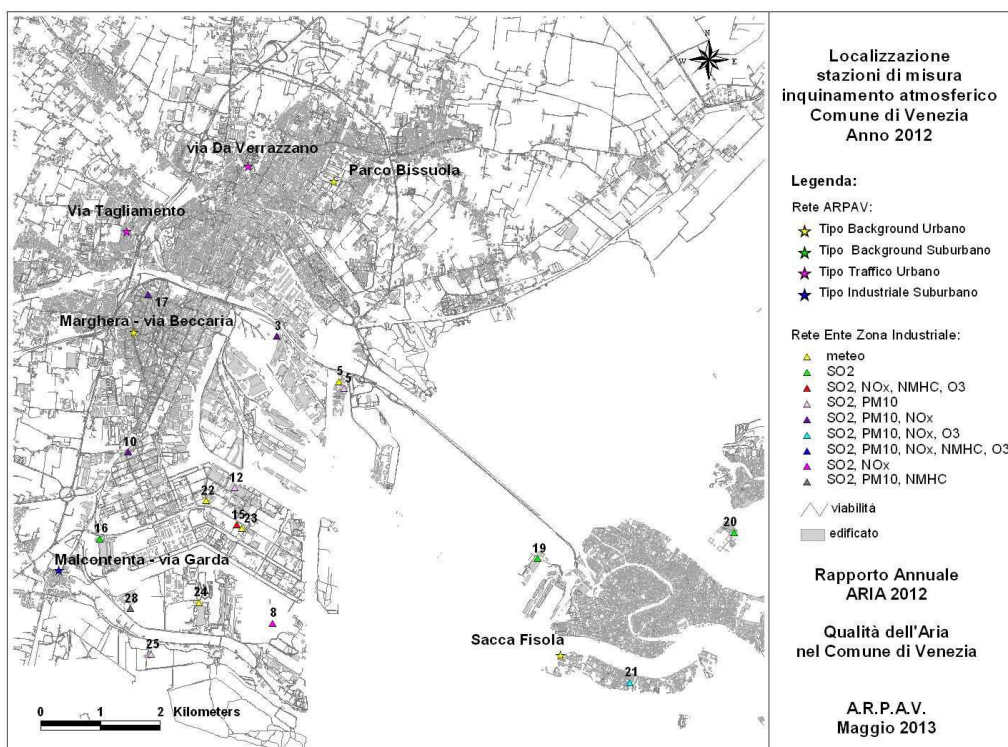 N
W
E
S
via Da Verrazzano
Parco Bissuola
Via Tagliamento
17
Marghera - via Beccaria
3
5
5
10
12
22
15
23
16
Malcontenta - via Garda
24
28
8
25
19
20
Sacca Fisola
21
0 1 2 Kilometers
Localizzazione
stazioni di misura
inquinamento atmosferico
Comune di Venezia
Anno 2012
Legenda:
Rete ARPAV:
Tipo Background Urbano
Tipo Background Suburbano
Tipo Traffico Urbano
Tipo Industriale Suburbano
Rete Ente Zona Industriale:
meteo
SO2
SO2, NOx, NMHC, O3
SO2, PM10
SO2, PM10, NOx
SO2, PM10, NOx, O3
SO2, PM10, NOx, NMHC, O3
SO2, NOx
SO2, PM10, NMHC
viabilità
edificato
Rapporto Annuale
ARIA 2012
Qualità dell'Aria
nel Comune di Venezia
A.R.P.A.V.
Maggio 2013